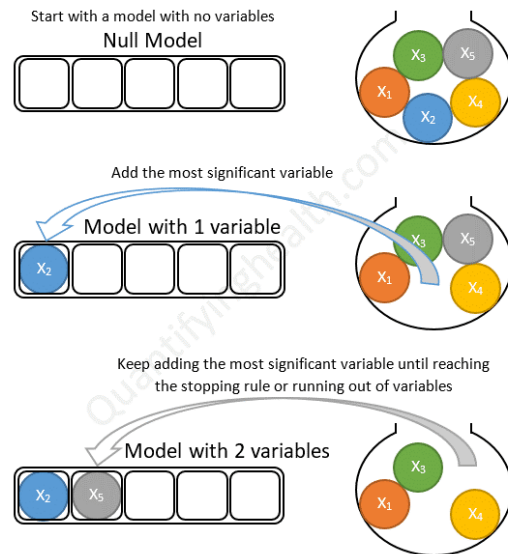 Start with a model with no variables
Null Model
X3
X5
X1
X4
X2
Add the most significant variable
Model with 1 variable
X3
X5
X2
X1
X4
Keep adding the most significant variable until reaching
the stopping rule or running out of variables
Model with 2 variables
X3
X2
X5
X1
X4
Quantifyinghealth.com